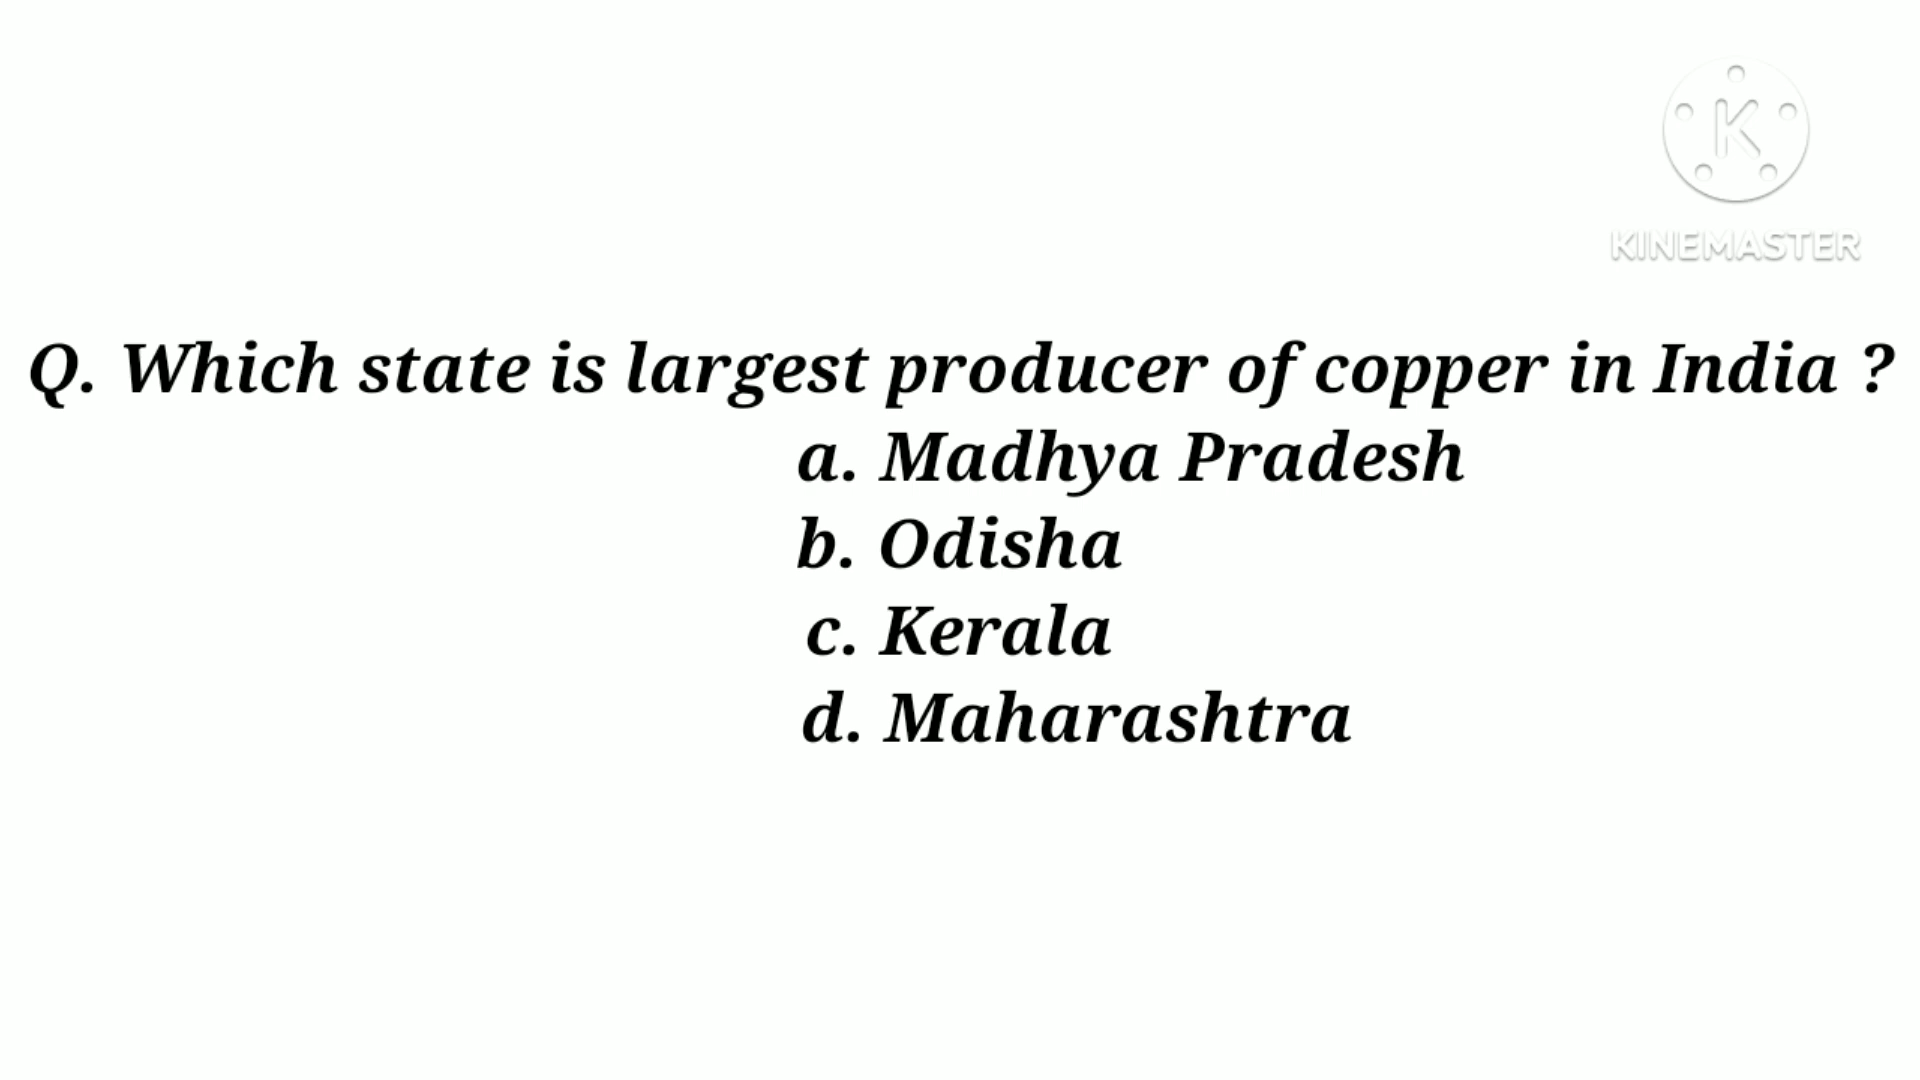 K
KINEMASTER
Q. Which state is largest producer of copper in India ?
a. Madhya Pradesh
b. Odisha
c. Kerala
d. Maharashtra